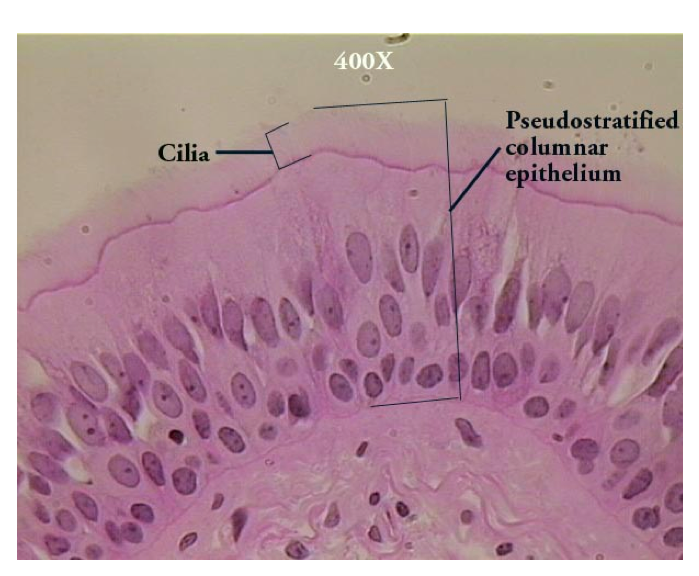 400X
Cilia
Pseudostratified
columnar
epithelium